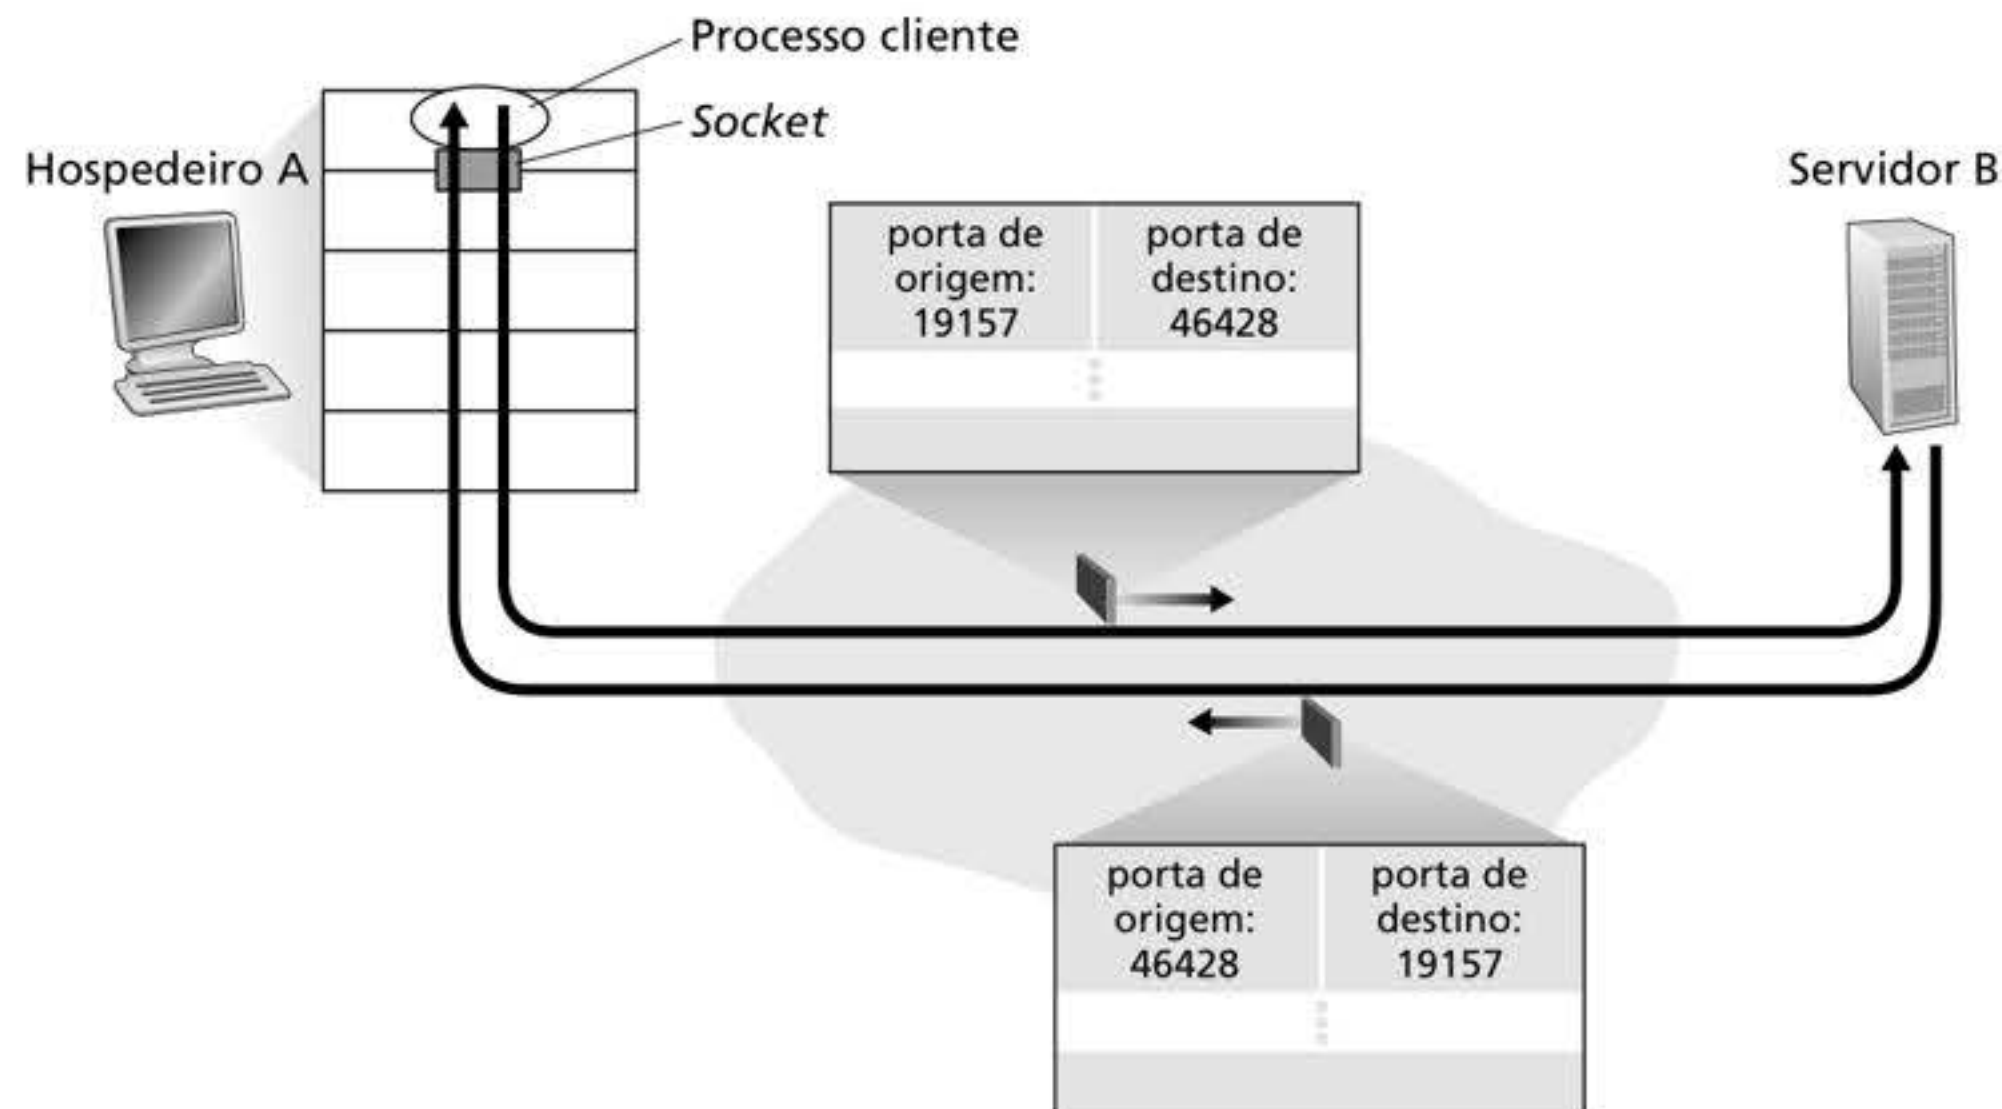 Processo cliente
Socket
Hospedeiro A
Servidor B
porta de
origem:
19157
porta de
destino:
46428
porta de
origem:
46428
porta de
destino:
19157